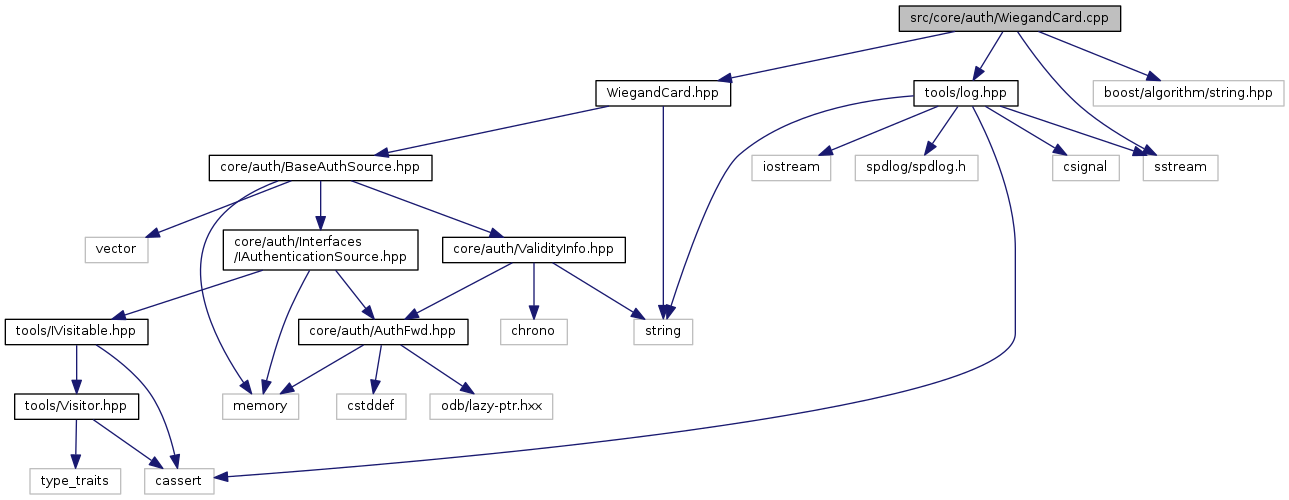 src/core/auth/WiegandCard.cpp
WiegandCard.hpp
tools/log.hpp
boost/algorithm/string.hpp
core/auth/BaseAuthSource.hpp
iostream
spdlog/spdlog.h
csignal
sstream
vector
core/auth/Interfaces
/IAuthenticationSource.hpp
core/auth/ValidityInfo.hpp
tools/IVisitable.hpp
core/auth/AuthFwd.hpp
chrono
string
tools/Visitor.hpp
memory
cstddef
odb/lazy-ptr.hxx
type_traits
cassert